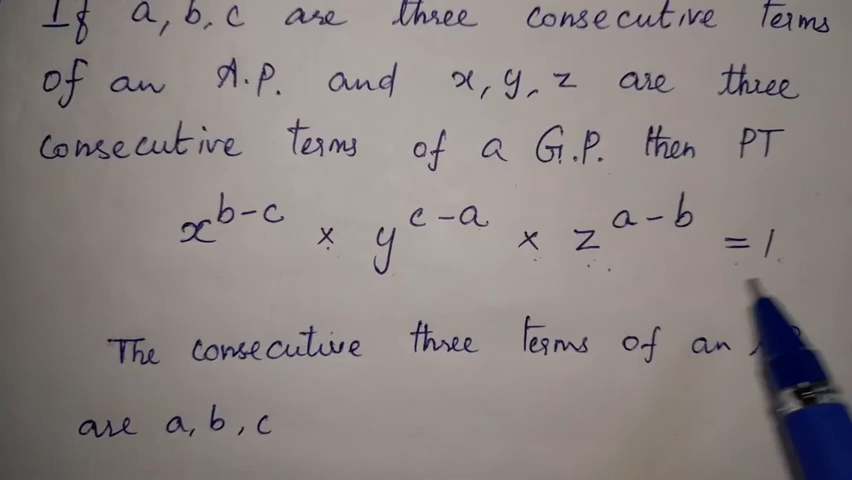 If a, b, c are three consecutive terms
of an A.P. and x, y, z are three
consecutive terms of a G.P. then PT
x^{b-c} × y^{c-a} × z^{a-b} = 1
The consecutive three terms of an
are a, b, c